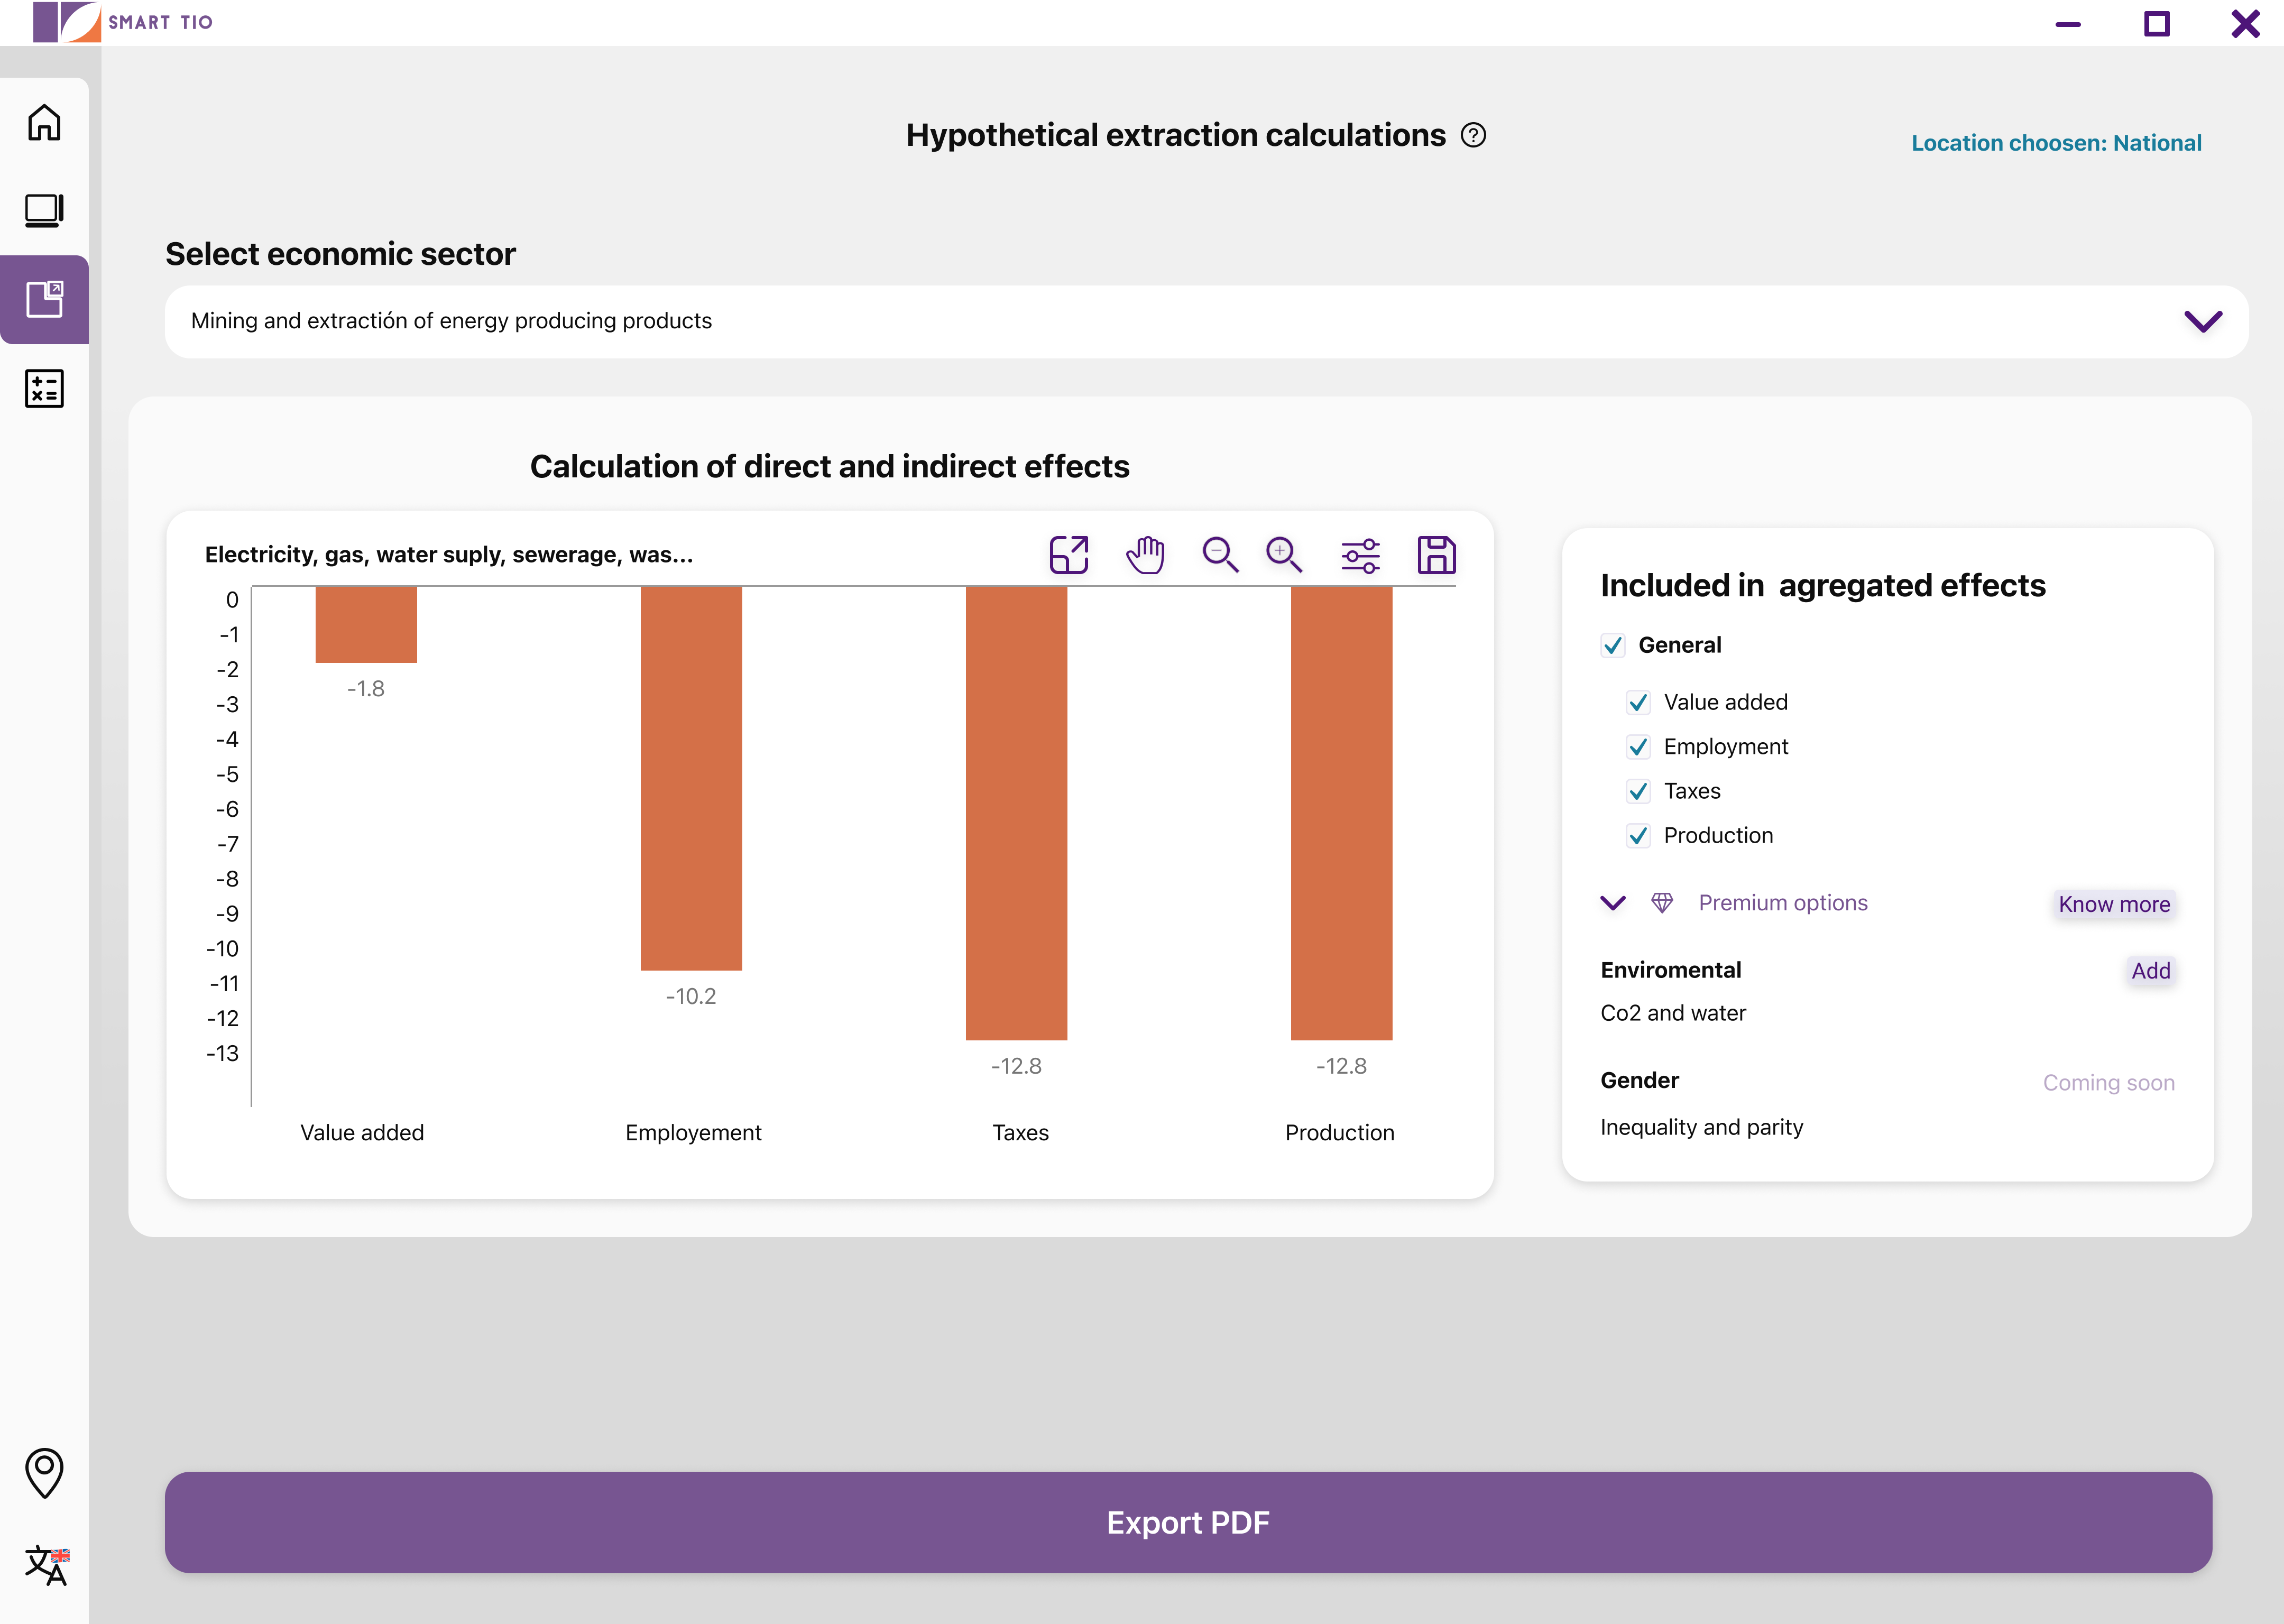 SMART TIO
Hypothetical extraction calculations ?
Location choosen: National
Select economic sector
Mining and extractión of energy producing products
Calculation of direct and indirect effects
Electricity, gas, water suply, sewerage, was...
0
-1
-2
-3
-4
-5
-6
-7
-8
-9
-10
-11
-12
-13
-1.8
-10.2
-12.8
-12.8
Value added
Employement
Taxes
Production
Included in agregated effects
General
Value added
Employment
Taxes
Production
Premium options
Know more
Enviromental
Add
Co2 and water
Gender
Coming soon
Inequality and parity
Export PDF